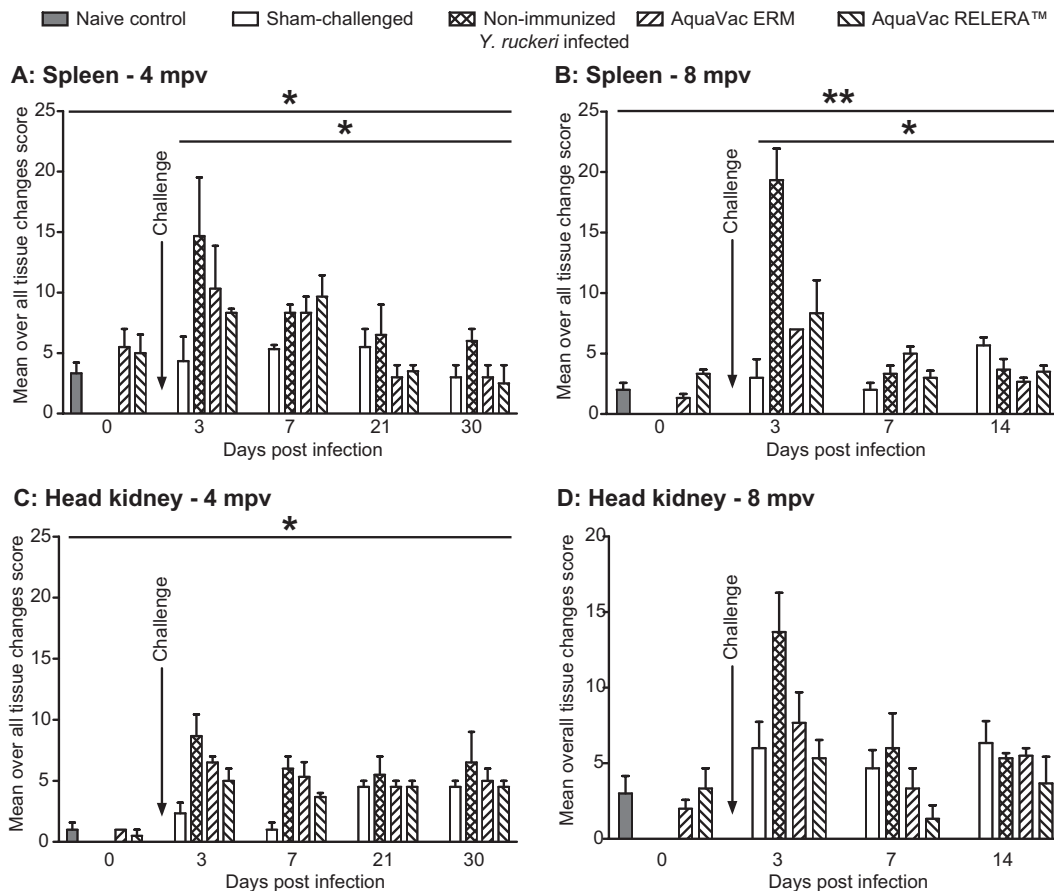 Naive control Sham-challenged Non-immunized AquaVac ERM AquaVac RELERA™
Y. ruckeri infected
A: Spleen - 4 mpv
Mean over all tissue changes score
25
20
15
10
5
0
*
*
Challenge
0 3 7 21 30
Days post infection
B: Spleen - 8 mpv
Mean over all tissue change score
25
20
15
10
5
0
**
*
Challenge
0 3 7 14
Days post infection
C: Head kidney - 4 mpv
Mean over all tissue changes score
25
20
15
10
5
0
*
Challenge
0 3 7 21 30
Days post infection
D: Head kidney - 8 mpv
Mean overall tissue changes score
20
15
10
5
0
Challenge
0 3 7 14
Days post infection